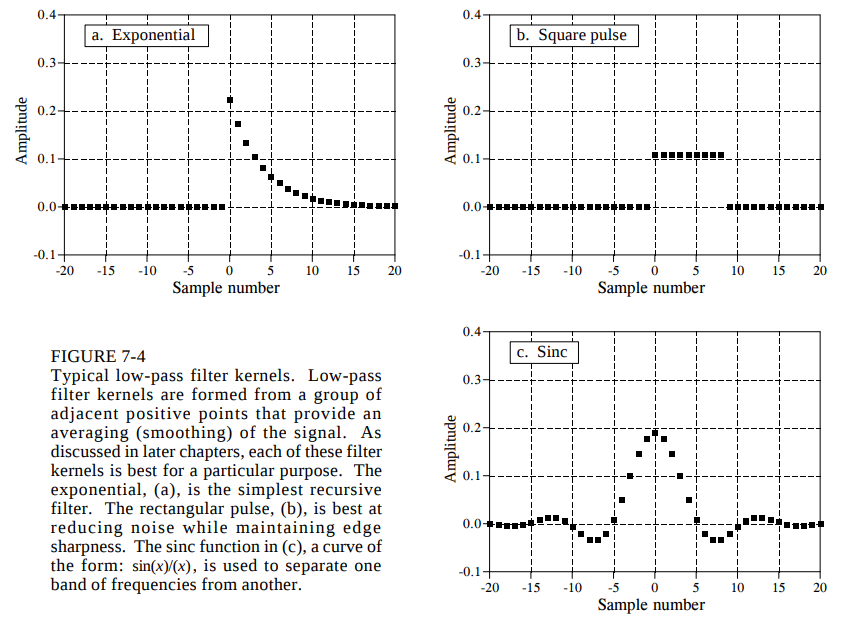 a. Exponential
0.4
0.3
0.2
0.1
0.0
-0.1
Amplitude
-20 -15 -10 -5 0 5 10 15 20
Sample number
b. Square pulse
0.4
0.3
0.2
0.1
0.0
-0.1
Amplitude
-20 -15 -10 -5 0 5 10 15 20
Sample number
FIGURE 7-4
Typical low-pass filter kernels. Low-pass
filter kernels are formed from a group of
adjacent positive points that provide an
averaging (smoothing) of the signal. As
discussed in later chapters, each of these filter
kernels is best for a particular purpose. The
exponential, (a), is the simplest recursive
filter. The rectangular pulse, (b), is best at
reducing noise while maintaining edge
sharpness. The sinc function in (c), a curve of
the form: sin(x)/(x), is used to separate one
band of frequencies from another.
c. Sinc
0.4
0.3
0.2
0.1
0.0
-0.1
Amplitude
-20 -15 -10 -5 0 5 10 15 20
Sample number